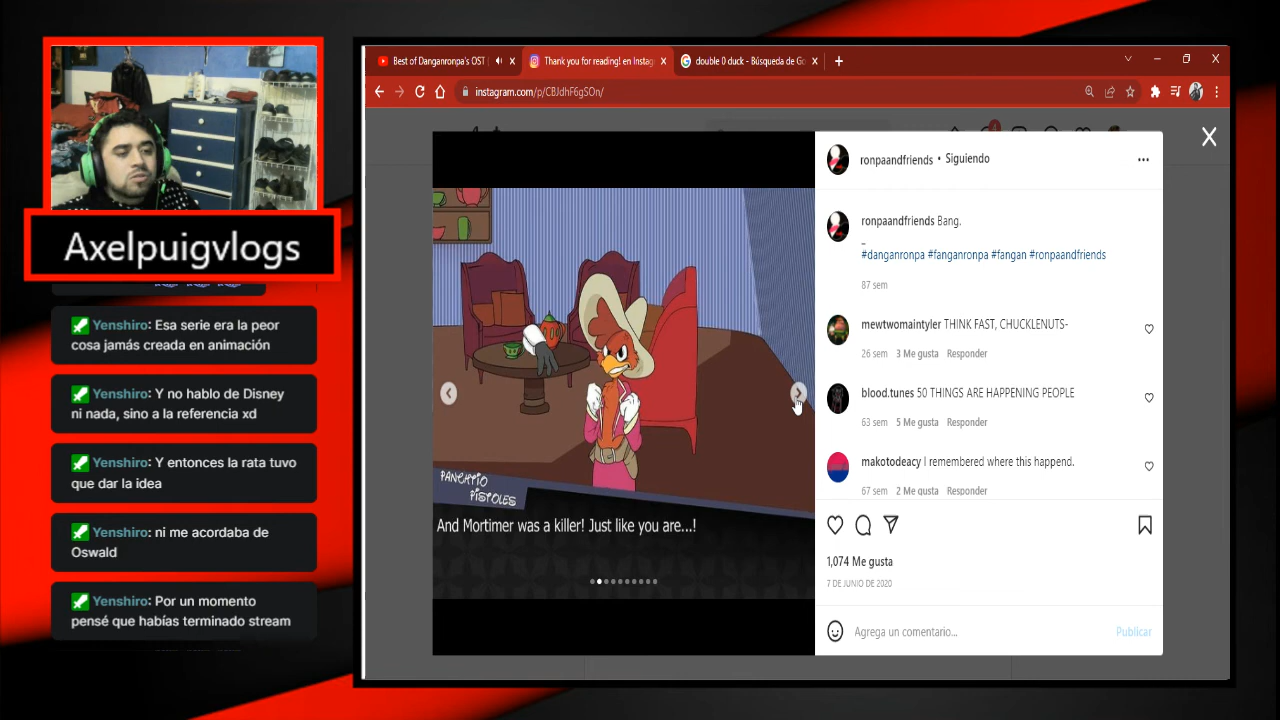 Axelpuigvlogs
Yenshiro: Esa serie era la peor
cosa jamás creada en animación
Yenshiro: Y no hablo de Disney
ni nada, sino a la referencia xd
Yenshiro: Y entonces la rata tuvo
que dar la idea
Yenshiro: ni me acordaba de
Oswald
Yenshiro: Por un momento
pensé que habías terminado stream
Best of Danganronpa's OST
Thank you for reading! en Instag
double 0 duck - Búsqueda de Go
instagram.com/p/CBJdhF6gSOn/
PANCHITO
PISTOLES
And Mortimer was a killer! Just like you are...!
ronpaandfriends • Siguiendo
ronpaandfriends Bang.
_
#danganronpa #fanganronpa #fangan #ronpaandfriends
87 sem
mewtwomaintyler THINK FAST, CHUCKLENUTS-
26 sem 3 Me gusta Responder
blood.tunes 50 THINGS ARE HAPPENING PEOPLE
63 sem 5 Me gusta Responder
makotodeacy I remembered where this happend.
67 sem 2 Me gusta Responder
1,074 Me gusta
7 DE JUNIO DE 2020
Agrega un comentario...
Publicar